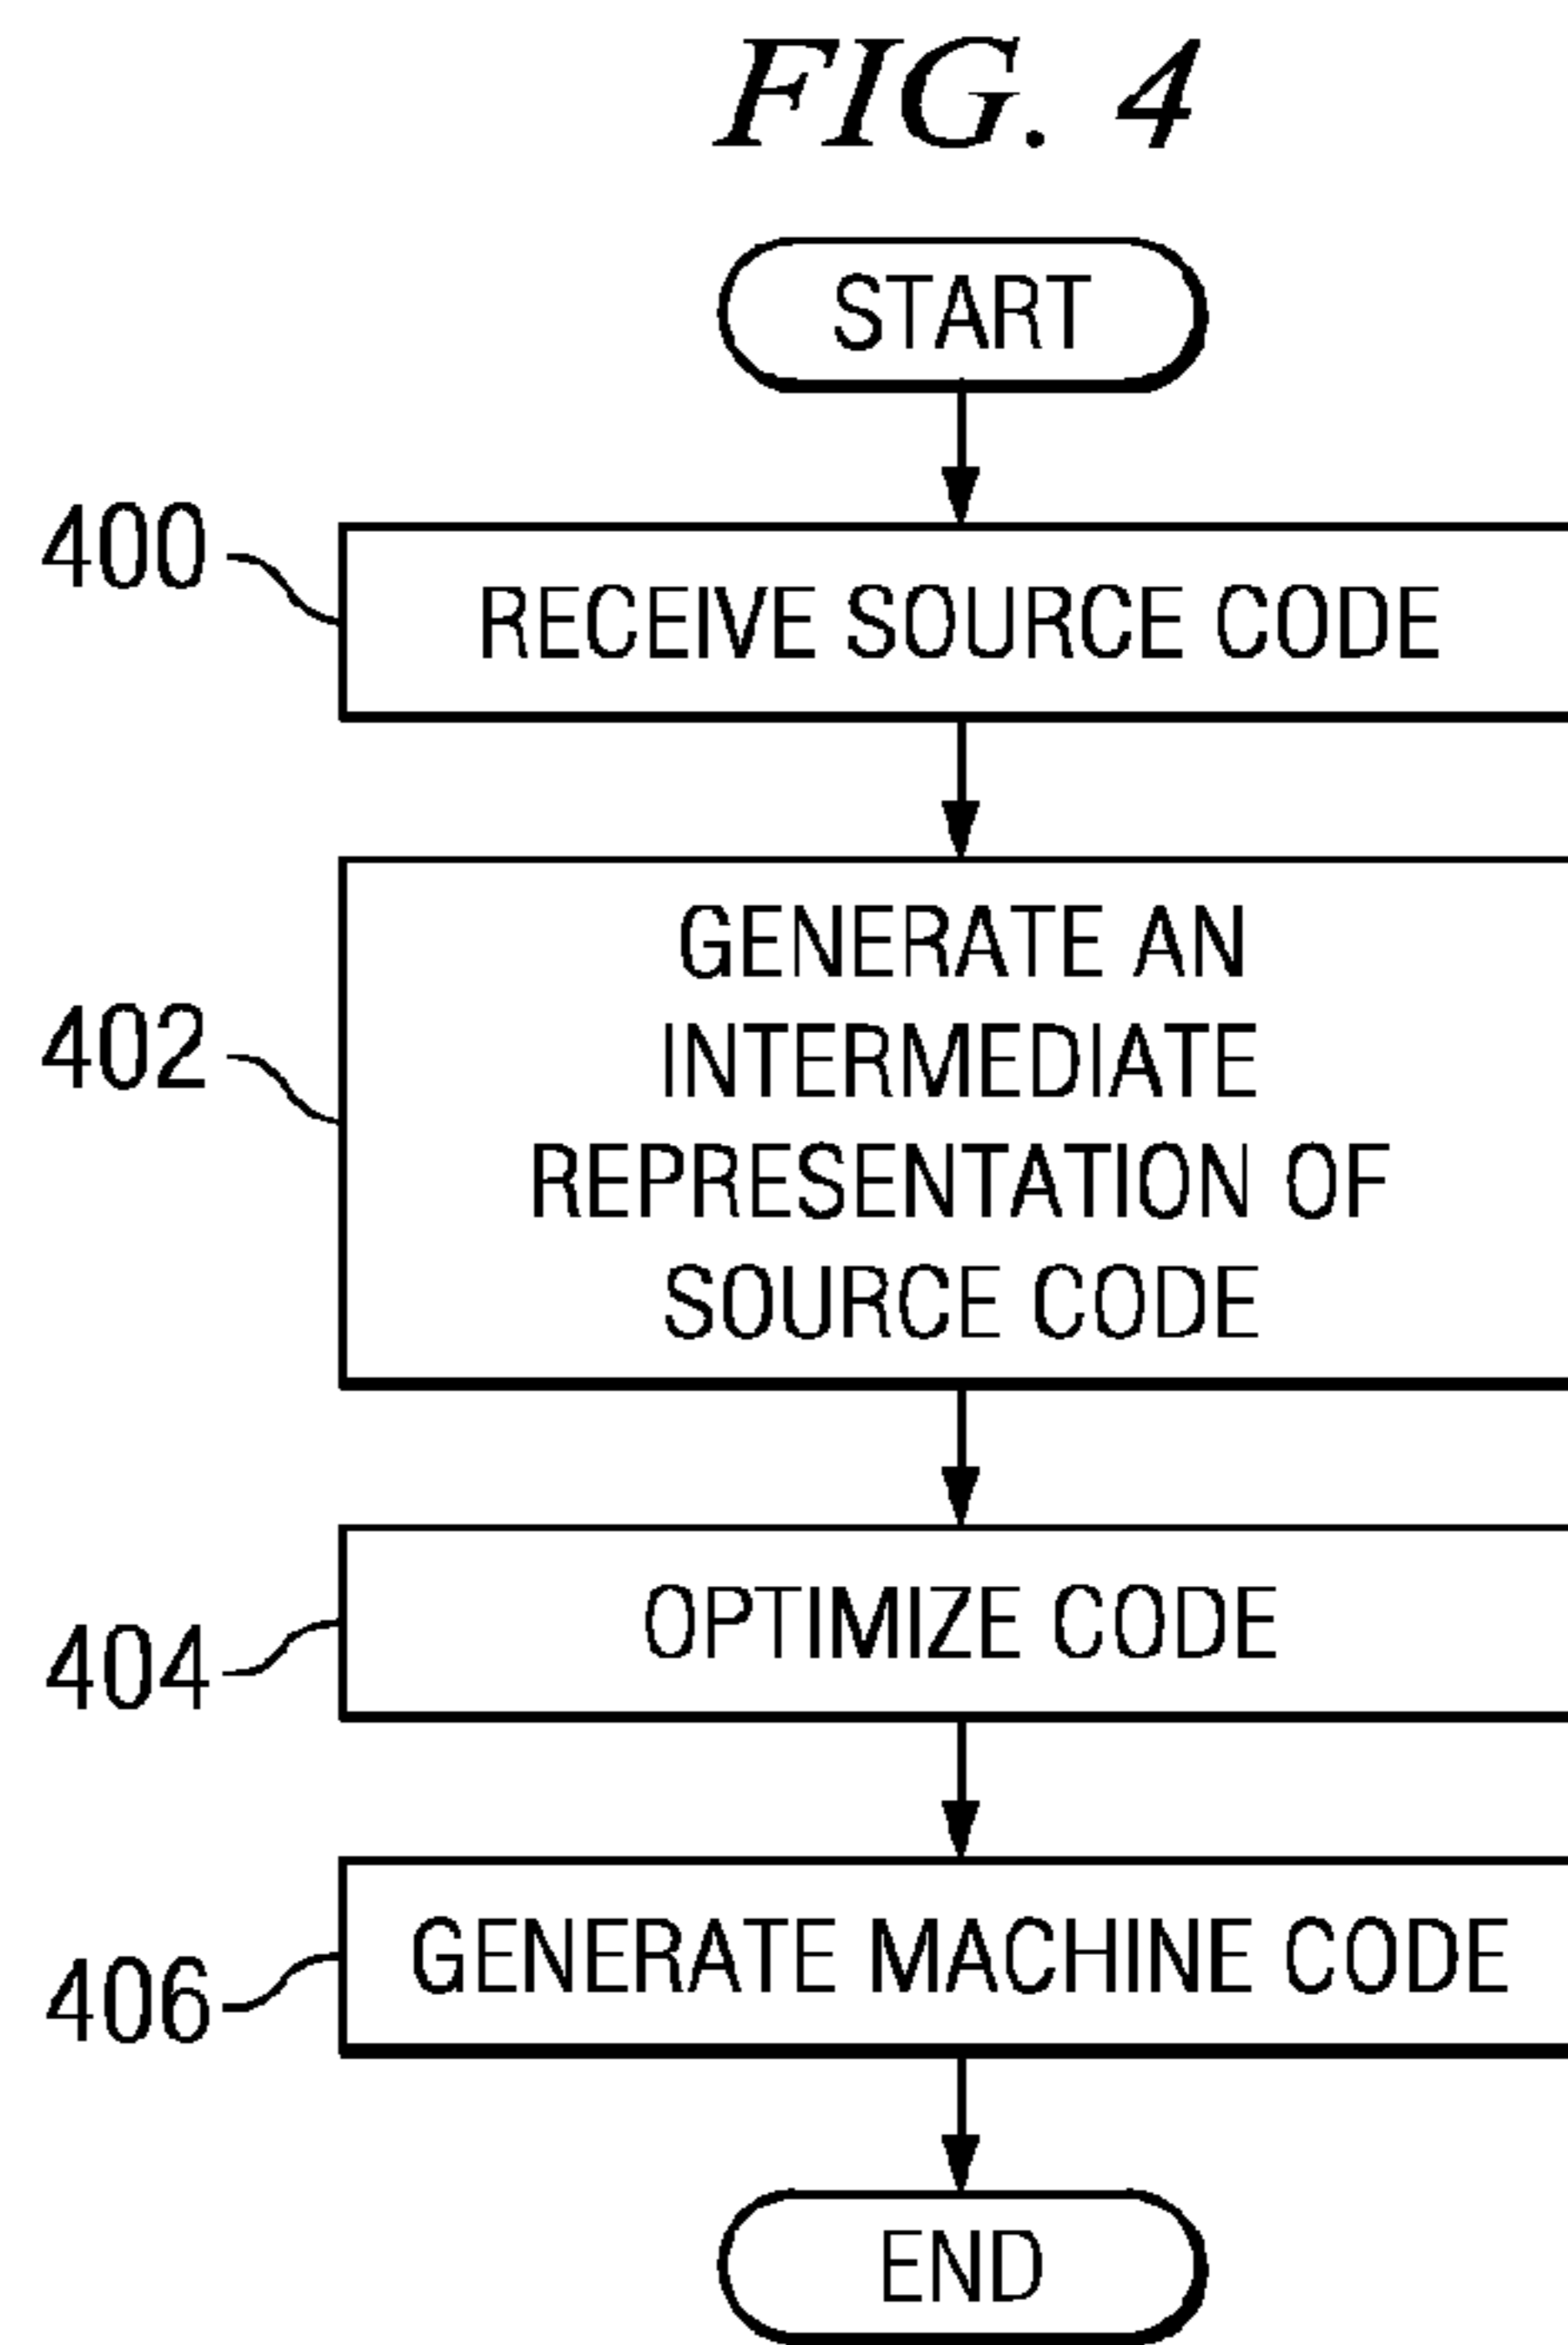 FIG. 4
START
400
RECEIVE SOURCE CODE
402
GENERATE AN
INTERMEDIATE
REPRESENTATION OF
SOURCE CODE
404
OPTIMIZE CODE
406
GENERATE MACHINE CODE
END